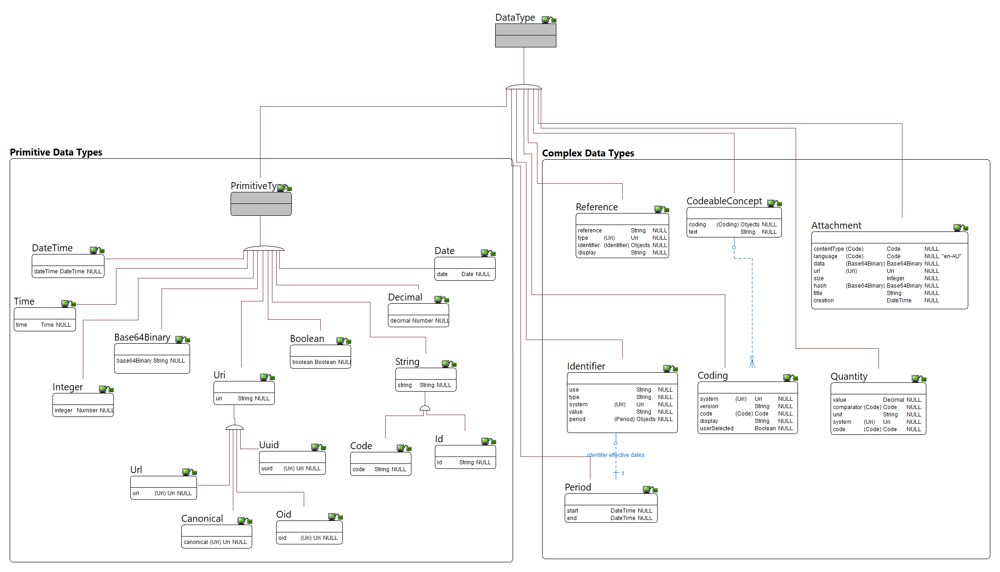 DataType
Primitive Data Types
Complex Data Types
PrimitiveType
Reference
reference String NULL
type (Uri) Uri NULL
identifier (Identifier) Objects NULL
display String NULL
CodeableConcept
coding (Coding) Objects NULL
text String NULL
Attachment
contentType (Code) Code NULL
language (Code) Code NULL "en-AU"
data (Base64Binary) Base64Binary NULL
url (Uri) Uri NULL
size Integer NULL
hash (Base64Binary) Base64Binary NULL
title String NULL
creation DateTime NULL
DateTime
dateTime DateTime NULL
Date
date Date NULL
Time
time Time NULL
Decimal
decimal Number NULL
Base64Binary
base64Binary String NULL
Boolean
boolean Boolean NULL
String
string String NULL
Integer
integer Number NULL
Uri
uri String NULL
Identifier
use String NULL
type String NULL
system (Uri) Uri NULL
value String NULL
period (Period) Objects NULL
Coding
system (Uri) Uri NULL
version String NULL
code (Code) Code NULL
display String NULL
userSelected Boolean NULL
Quantity
value Decimal NULL
comparator (Code) Code NULL
unit String NULL
system (Uri) Uri NULL
code (Code) Code NULL
Uuid
uuid (Uri) Uri NULL
Code
code String NULL
Id
Id String NULL
identifer effective dates
1
Url
url (Uri) Uri NULL
Canonical
canonical (Uri) Uri NULL
Oid
oid (Uri) Uri NULL
Period
start DateTime NULL
end DateTime NULL